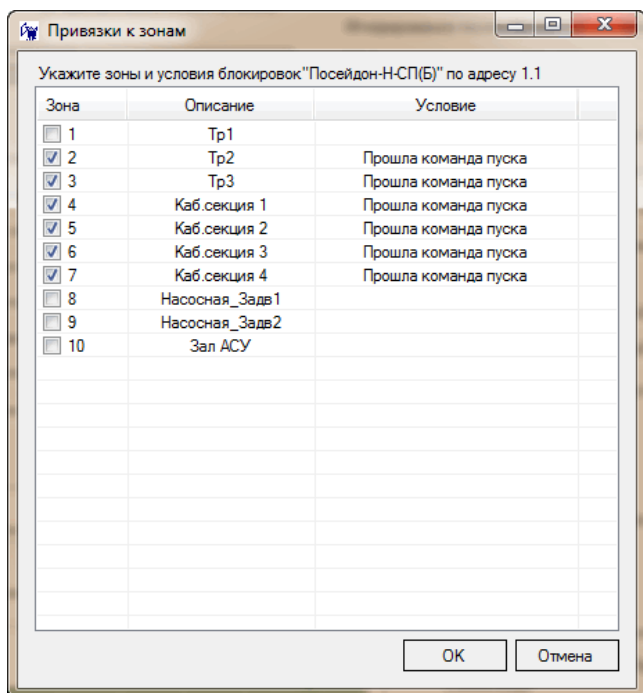 Привязки к зонам
Укажите зоны и условия блокировок"Посейдон-Н-СП(Б)" по адресу 1.1
Зона Описание Условие
1 Тр1
2 Тр2 Прошла команда пуска
3 Тр3 Прошла команда пуска
4 Каб.секция 1 Прошла команда пуска
5 Каб.секция 2 Прошла команда пуска
6 Каб.секция 3 Прошла команда пуска
7 Каб.секция 4 Прошла команда пуска
8 Насосная_Задв1
9 Насосная_Задв2
10 Зал АСУ
OK Отмена